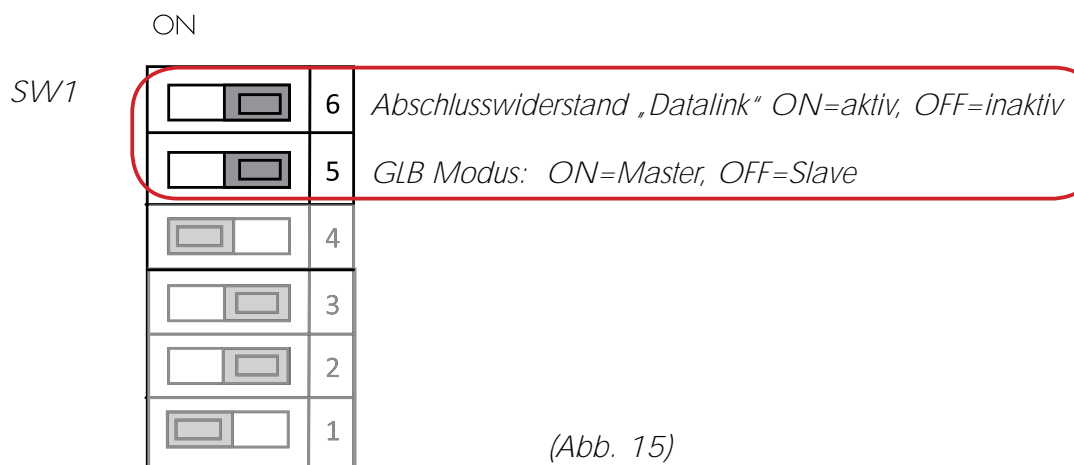 ON
SW1
6 Abschlusswiderstand „Datalink“ ON=aktiv, OFF=inaktiv
5 GLB Modus: ON=Master, OFF=Slave
4
3
2
1
(Abb. 15)